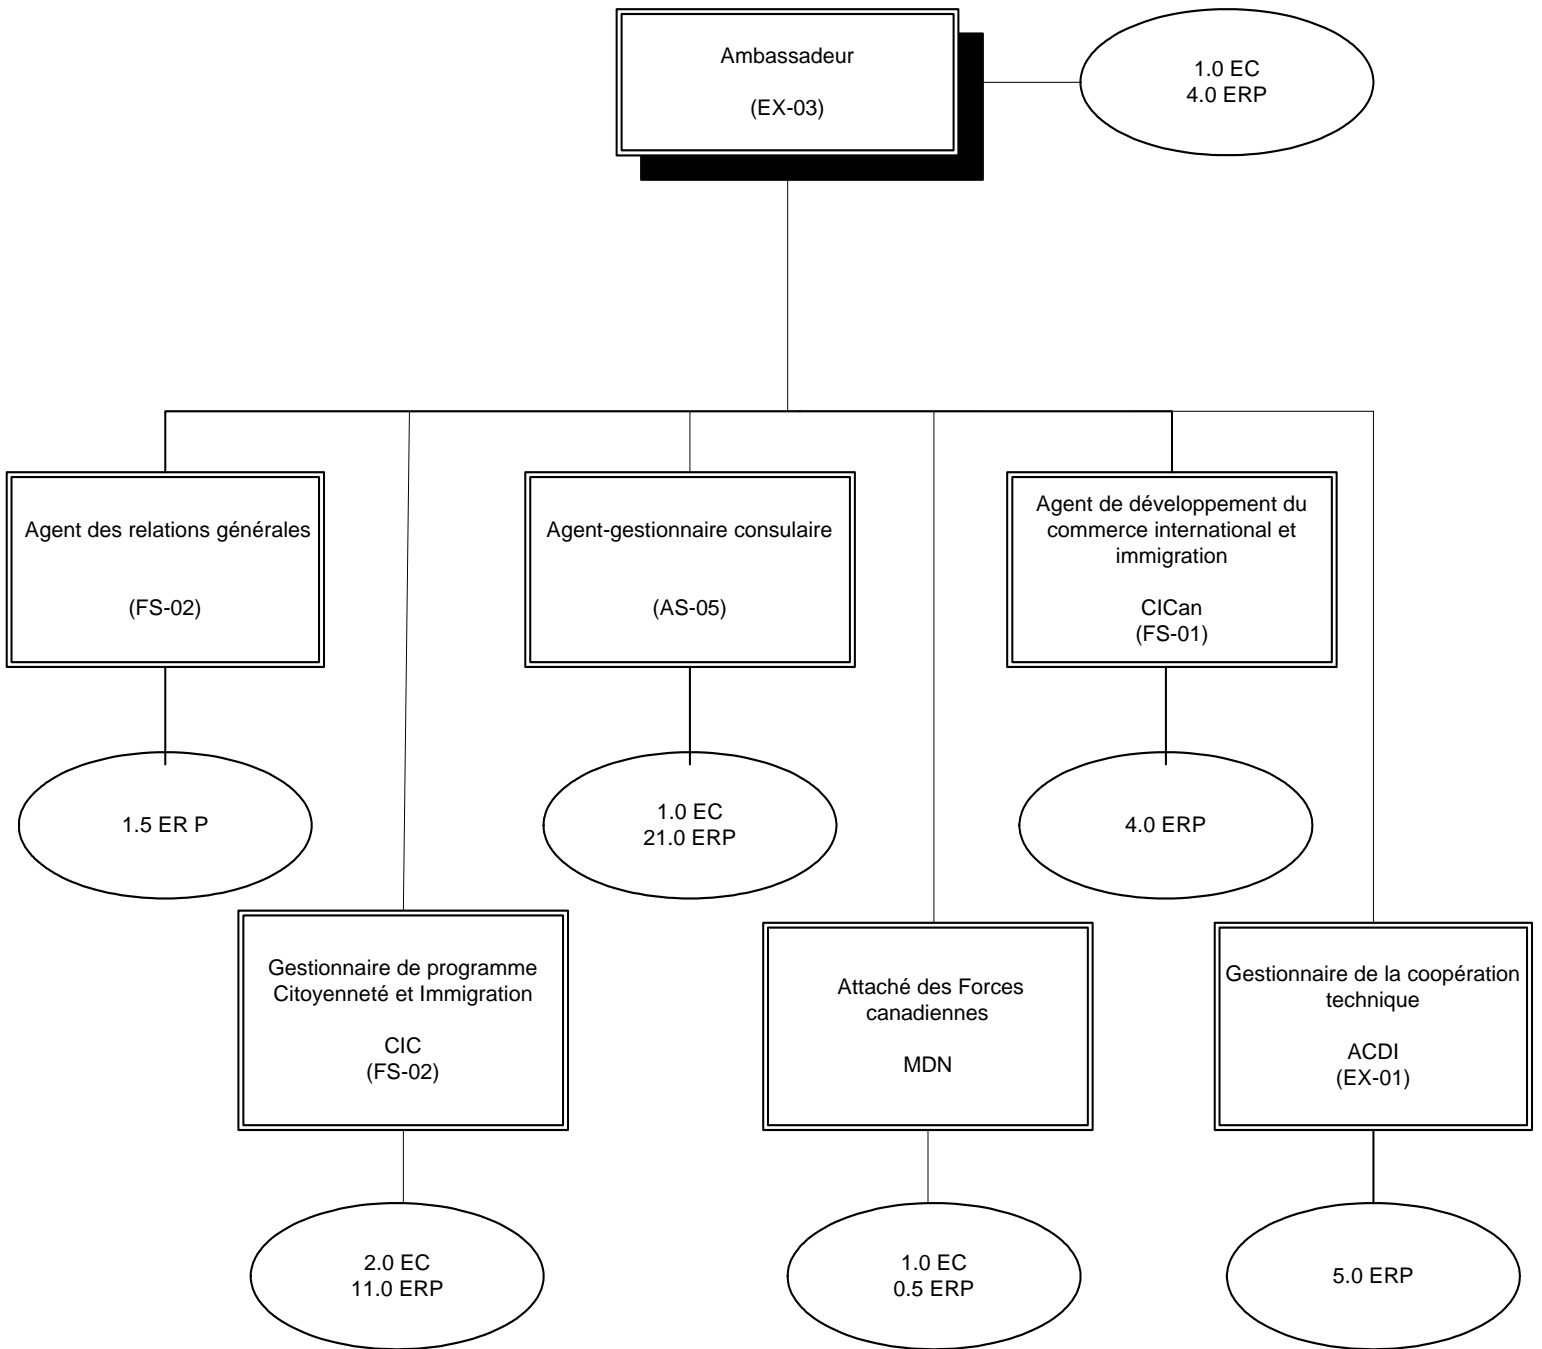 Ambassadeur
(EX-03)
1.0 EC
4.0 ERP
Agent des relations générales
(FS-02)
Agent-gestionnaire consulaire
(AS-05)
Agent de développement du
commerce international et
immigration
CICan
(FS-01)
1.5 ER P
1.0 EC
21.0 ERP
4.0 ERP
Gestionnaire de programme
Citoyenneté et Immigration
CIC
(FS-02)
Attaché des Forces
canadiennes
MDN
Gestionnaire de la coopération
technique
ACDI
(EX-01)
2.0 EC
11.0 ERP
1.0 EC
0.5 ERP
5.0 ERP